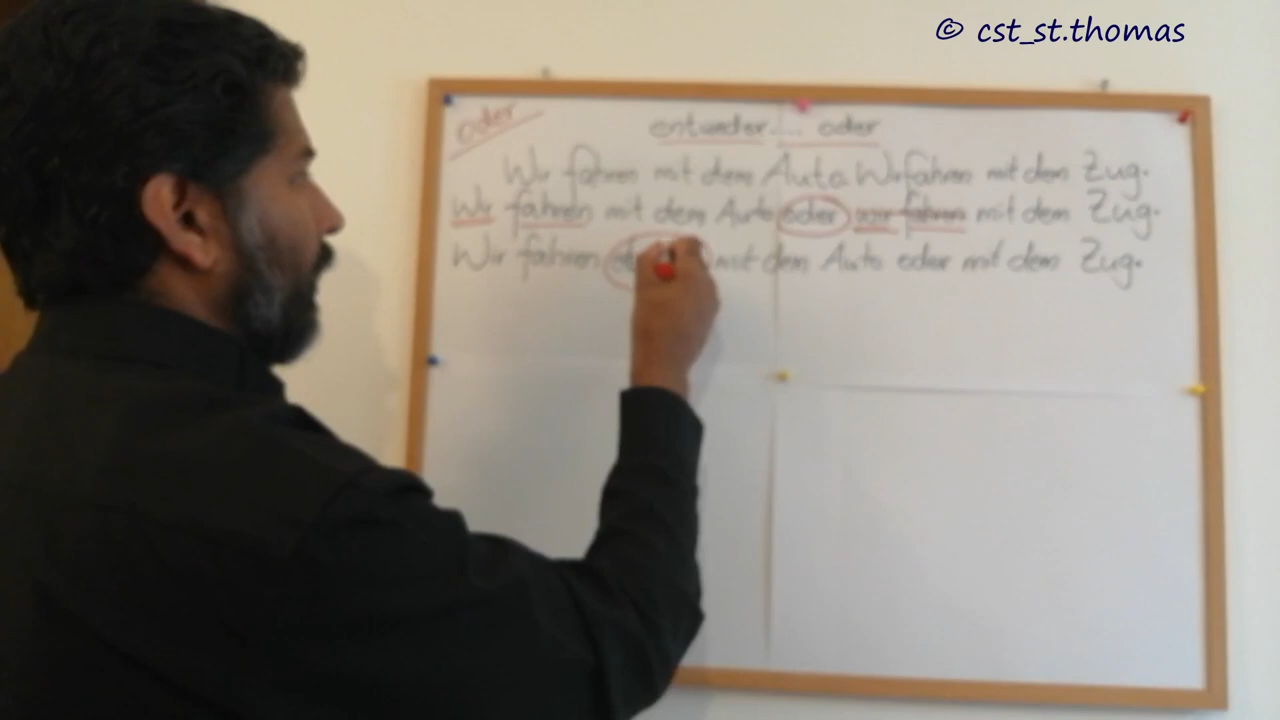 © cst_st.thomas
oder entweder.... oder
Wir fahren mit dem Auto. Wir fahren mit dem Zug.
Wir fahren mit dem Auto oder wir fahren mit dem Zug.
Wir fahren mit dem Auto oder mit dem Zug.